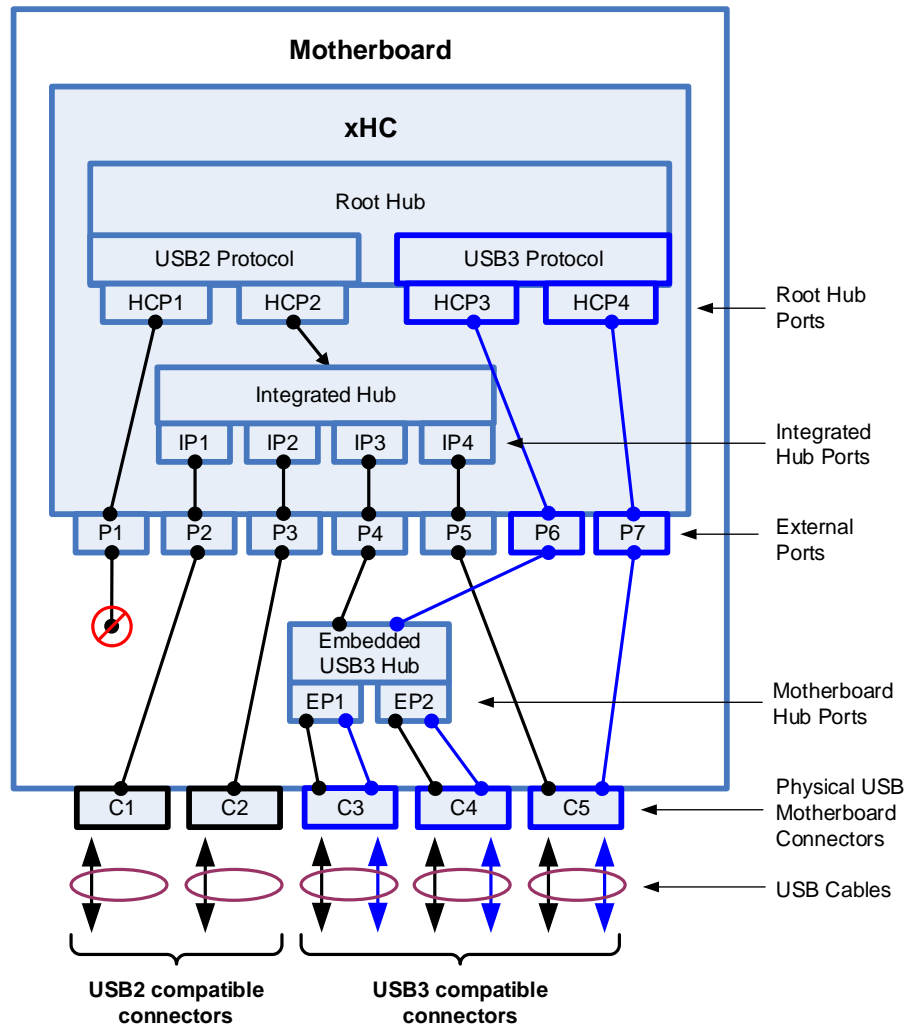 Motherboard
xHC
Root Hub
USB2 Protocol
USB3 Protocol
HCP1
HCP2
HCP3
HCP4
Root Hub
Ports
Integrated Hub
IP1
IP2
IP3
IP4
Integrated
Hub Ports
P1
P2
P3
P4
P5
P6
P7
External
Ports
Embedded
USB3 Hub
EP1
EP2
Motherboard
Hub Ports
C1
C2
C3
C4
C5
Physical USB
Motherboard
Connectors
USB Cables
USB2 compatible
connectors
USB3 compatible
connectors